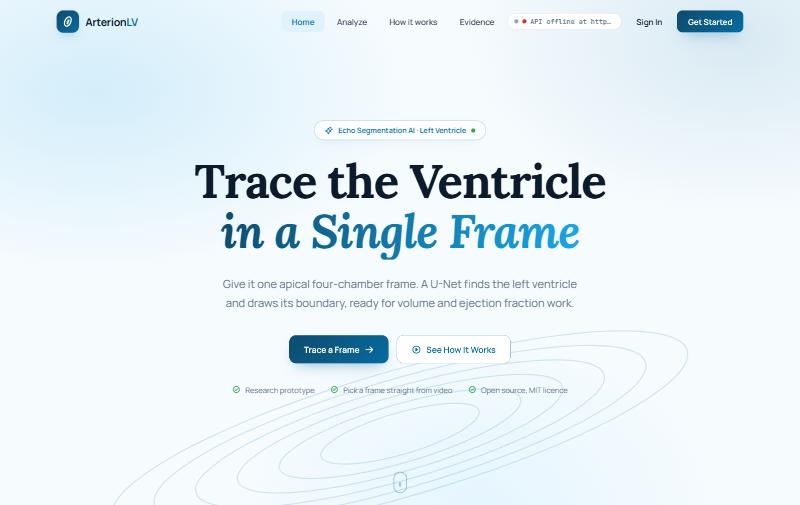 ArterionLV
Home
Analyze
How it works
Evidence
API offline at http…
Sign In
Get Started
Echo Segmentation AI · Left Ventricle
Trace the Ventricle
in a Single Frame
Give it one apical four-chamber frame. A U-Net finds the left ventricle
and draws its boundary, ready for volume and ejection fraction work.
Trace a Frame
See How It Works
Research prototype
Pick a frame straight from video
Open source, MIT licence